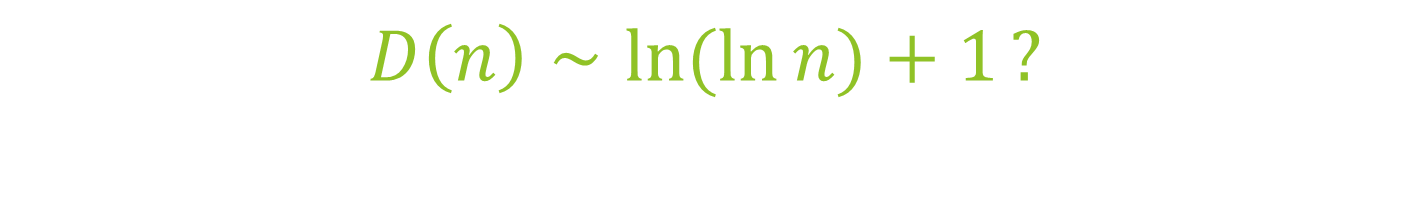 D(n) ~ ln(ln n) + 1 ?